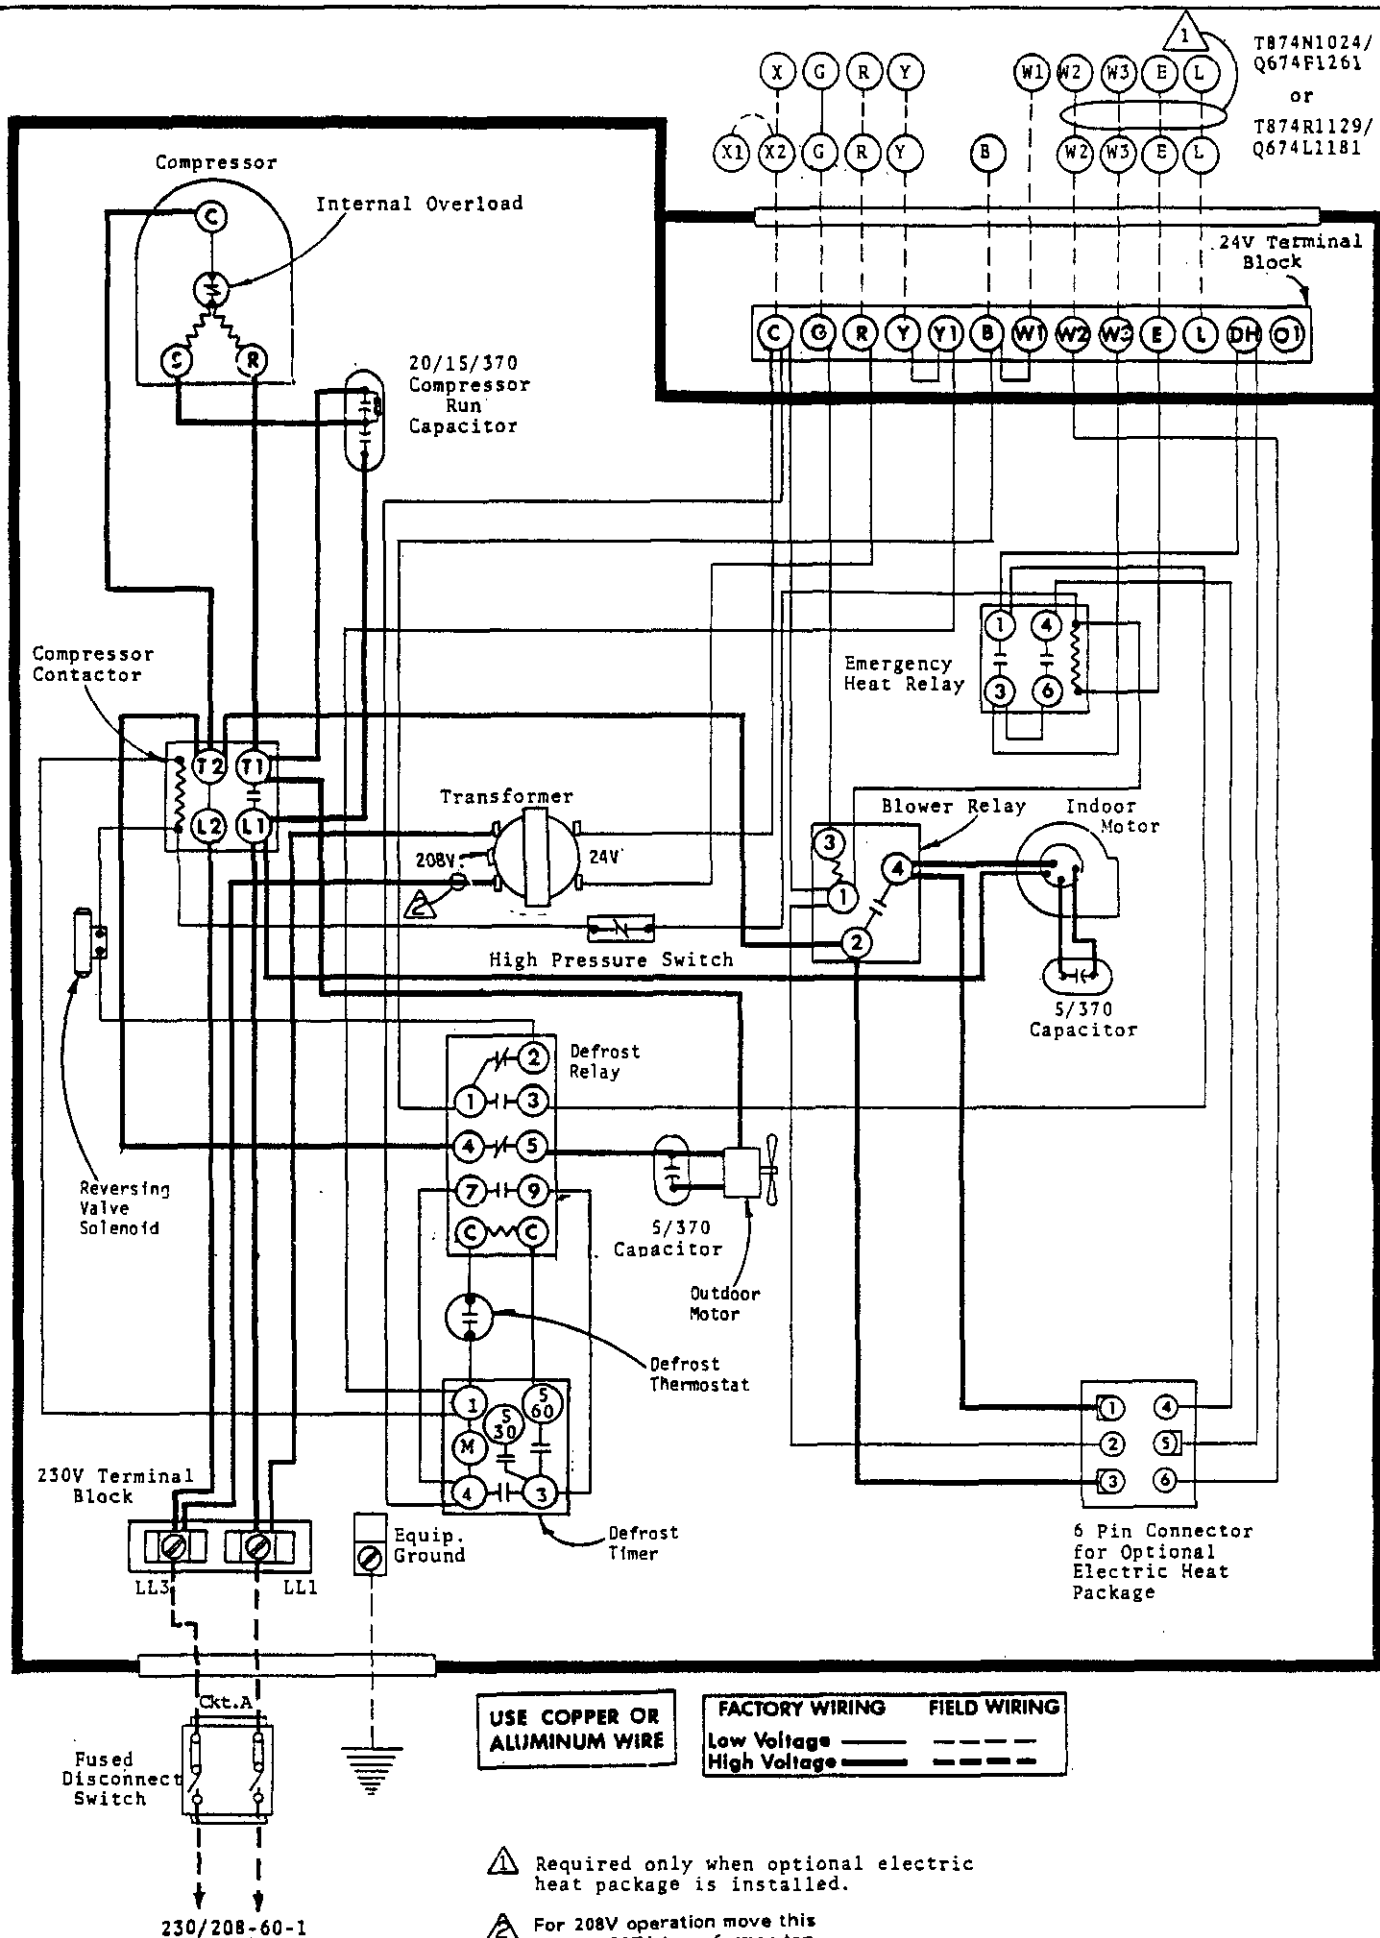 T874N1024/
Q674F1261
or
T874R1129/
Q674L1181
1
X G R Y W1 W2 W3 E L
X1 X2 G R Y B W2 W3 E L
24V Terminal
Block
C G R Y Y1 B W1 W2 W3 E L DH O1
Compressor
Internal Overload
C
S R
20/15/370
Compressor
Run
Capacitor
Compressor
Contactor
T2 T1
L2 L1
Emergency
Heat Relay
1 4
3 6
Transformer
208V
24V
2
Blower Relay
3
4
1
2
Indoor
Motor
High Pressure Switch
5/370
Capacitor
Defrost
Relay
2
1 3
4 5
7 9
C C
Reversing
Valve
Solenoid
5/370
Capacitor
Outdoor
Motor
Defrost
Thermostat
1
S
30
S
60
M
4 3
Defrost
Timer
230V Terminal
Block
LL3 LL1
Equip.
Ground
1 4
2 5
3 6
6 Pin Connector
for Optional
Electric Heat
Package
Ckt.A
Fused
Disconnect
Switch
230/208-60-1
USE COPPER OR
ALUMINUM WIRE
FACTORY WIRING FIELD WIRING
Low Voltage
High Voltage
1 Required only when optional electric
heat package is installed.
2 For 208V operation move this